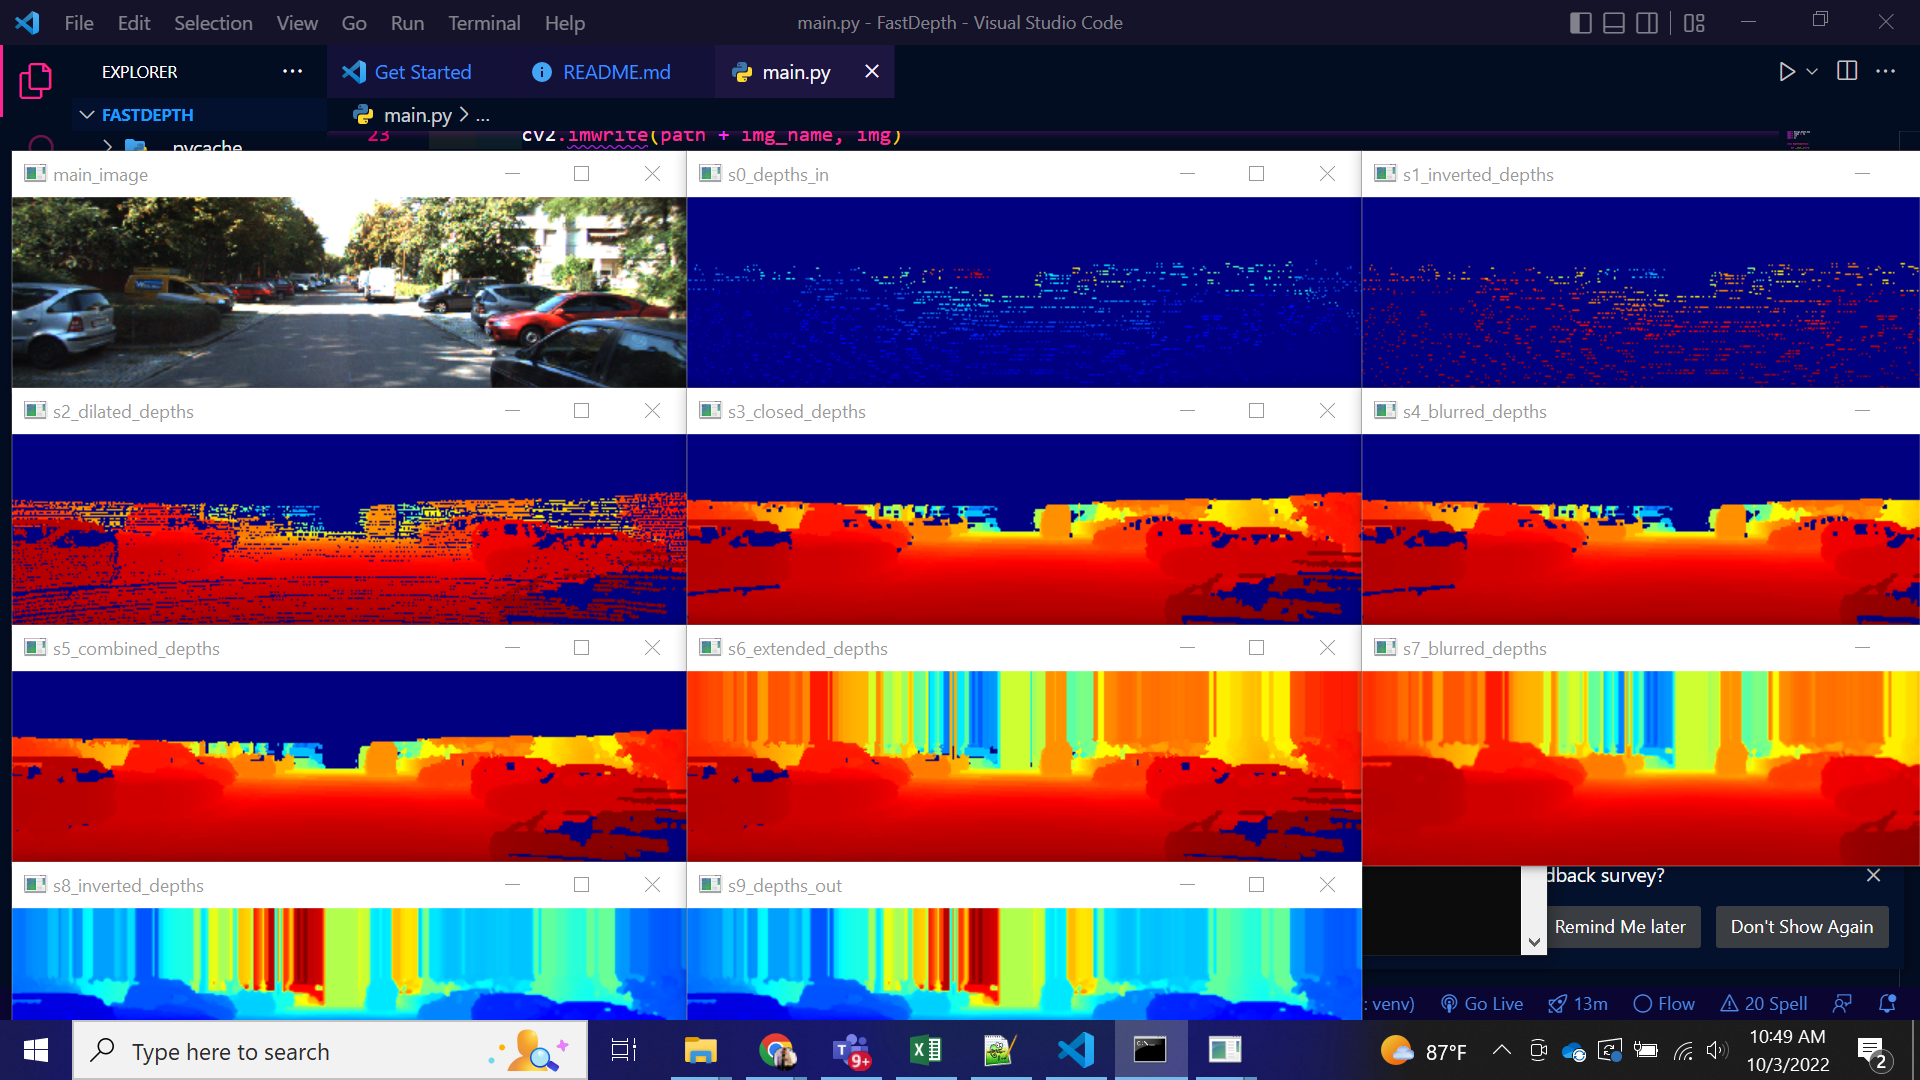 File Edit Selection View Go Run Terminal Help
main.py - FastDepth - Visual Studio Code
EXPLORER
Get Started
README.md
main.py
FASTDEPTH
main.py > ...
pycache
23 cv2.imwrite(path + img_name, img)
main_image
s0_depths_in
s1_inverted_depths
s2_dilated_depths
s3_closed_depths
s4_blurred_depths
s5_combined_depths
s6_extended_depths
s7_blurred_depths
s8_inverted_depths
s9_depths_out
dback survey?
Remind Me later
Don't Show Again
: venv) Go Live 13m Flow 20 Spell
Type here to search
9+
87°F
10:49 AM
10/3/2022
2